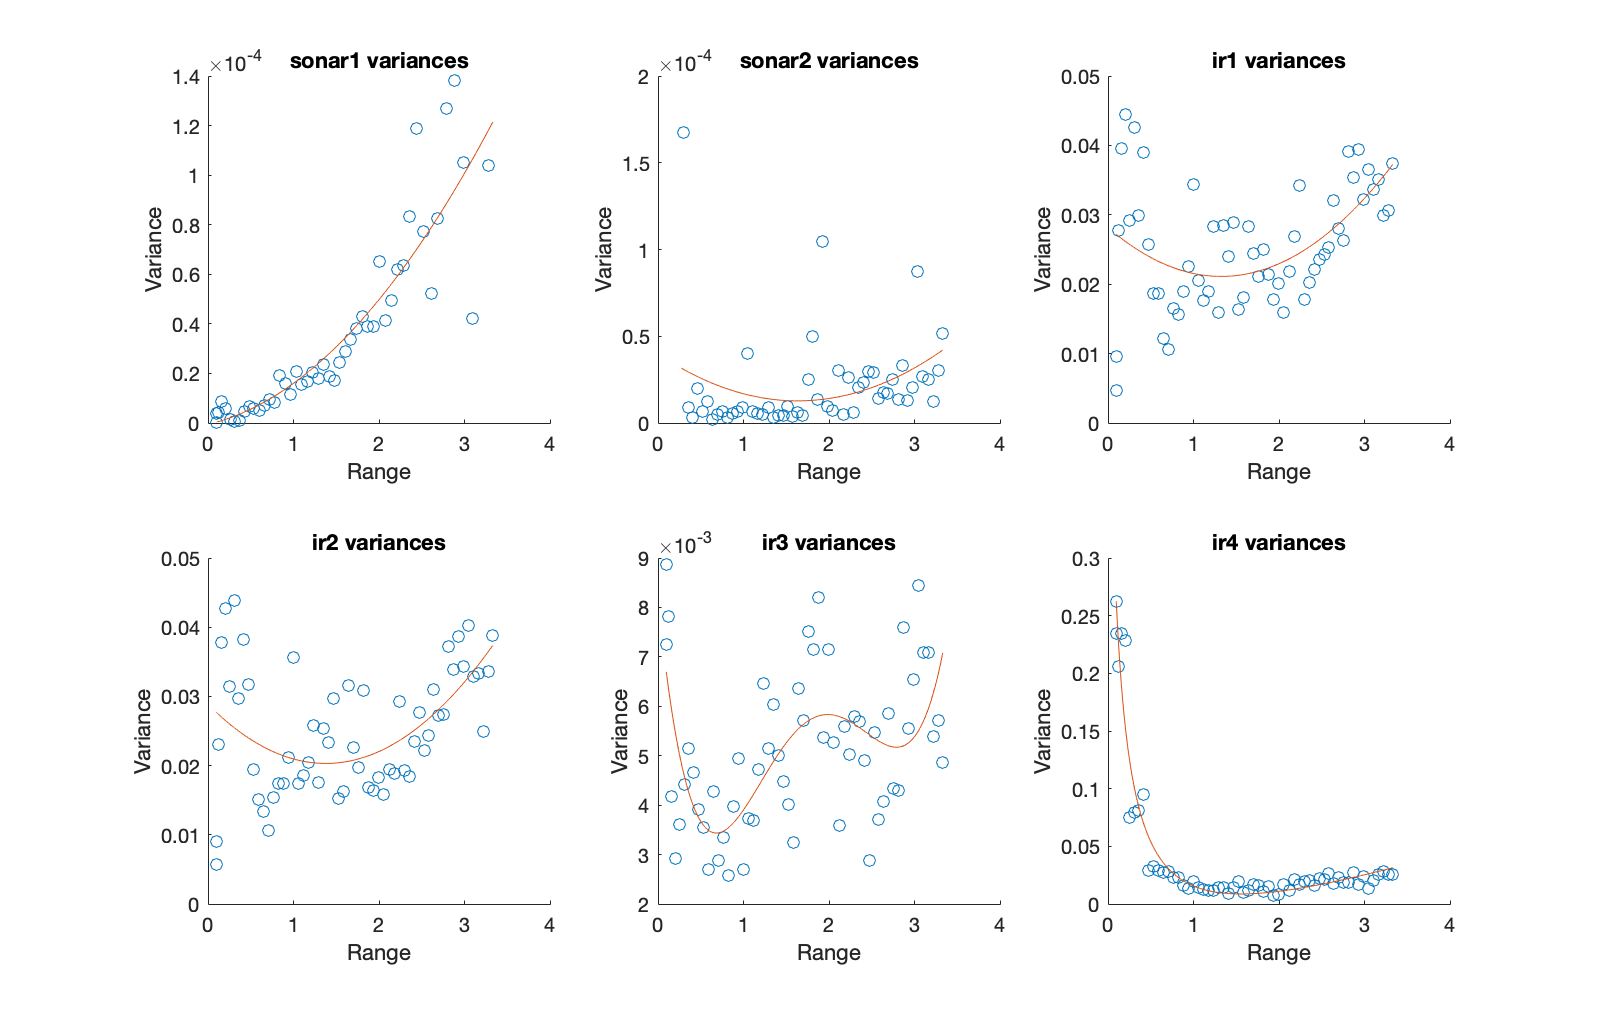 sonar1 variances
×10-4
1.4
1.2
1
0.8
0.6
0.4
0.2
0
0 1 2 3 4
Variance
Range
sonar2 variances
×10-4
2
1.5
1
0.5
0
0 1 2 3 4
Variance
Range
ir1 variances
0.05
0.04
0.03
0.02
0.01
0
0 1 2 3 4
Variance
Range
ir2 variances
0.05
0.04
0.03
0.02
0.01
0
0 1 2 3 4
Variance
Range
ir3 variances
×10-3
9
8
7
6
5
4
3
2
0 1 2 3 4
Variance
Range
ir4 variances
0.3
0.25
0.2
0.15
0.1
0.05
0
0 1 2 3 4
Variance
Range